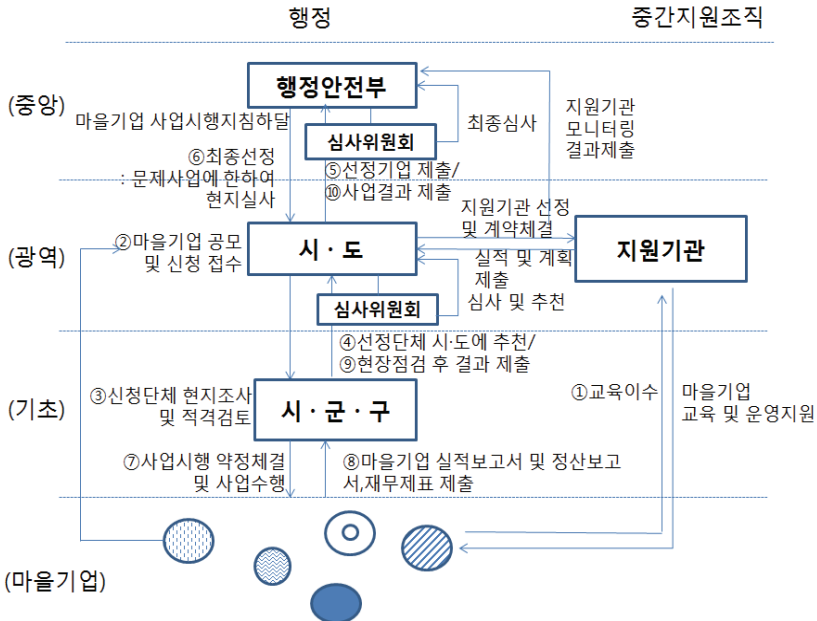 행정
중간지원조직
(중앙)
행정안전부
마을기업 사업시행지침하달
심사위원회
최종심사
지원기관
모니터링
결과제출
⑥최종선정
: 문제사업에 한하여
현지실사
⑤선정기업 제출/
⑩사업결과 제출
(광역)
②마을기업 공모
및 신청 접수
시 · 도
지원기관 선정
및 계약체결
실적 및 계획
제출
심사 및 추천
지원기관
심사위원회
④선정단체 시·도에 추천/
⑨현장점검 후 결과 제출
(기초)
③신청단체 현지조사
및 적격검토
시 · 군 · 구
①교육이수
마을기업
교육 및 운영지원
⑦사업시행 약정체결
및 사업수행
⑧마을기업 실적보고서 및 정산보고
서,재무제표 제출
(마을기업)